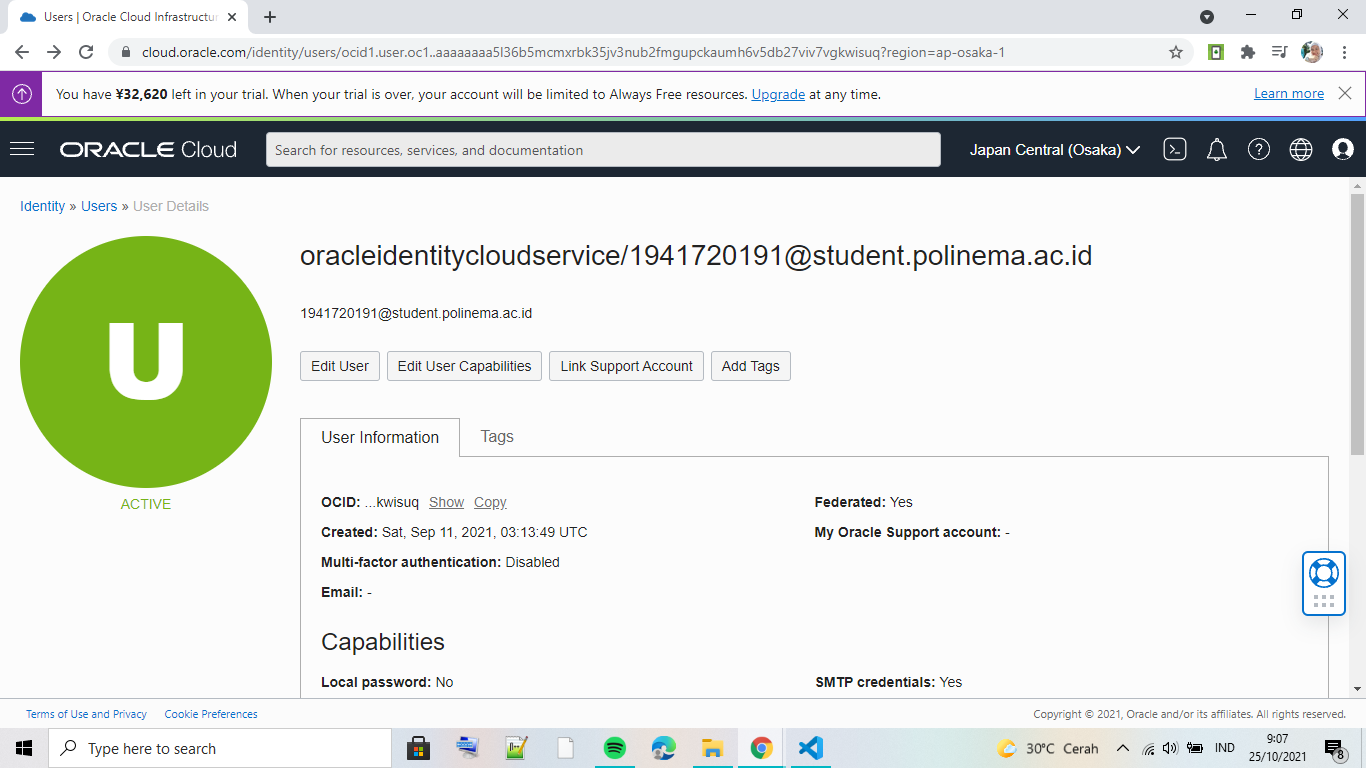 Users | Oracle Cloud Infrastructur
cloud.oracle.com/identity/users/ocid1.user.oc1..aaaaaaaa5l36b5mcmxrbk35jv3nub2fmgupckaumh6v5db27viv7vgkwisuq?region=ap-osaka-1
You have ¥32,620 left in your trial. When your trial is over, your account will be limited to Always Free resources. Upgrade at any time.
Learn more
ORACLE Cloud
Search for resources, services, and documentation
Japan Central (Osaka)
Identity » Users » User Details
oracleidentitycloudservice/1941720191@student.polinema.ac.id
1941720191@student.polinema.ac.id
Edit User
Edit User Capabilities
Link Support Account
Add Tags
U
ACTIVE
User Information
Tags
OCID: ...kwisuq Show Copy
Federated: Yes
Created: Sat, Sep 11, 2021, 03:13:49 UTC
My Oracle Support account: -
Multi-factor authentication: Disabled
Email: -
Capabilities
Local password: No
SMTP credentials: Yes
Terms of Use and Privacy
Cookie Preferences
Copyright © 2021, Oracle and/or its affiliates. All rights reserved.
Type here to search
30°C Cerah
IND
9:07
25/10/2021
8